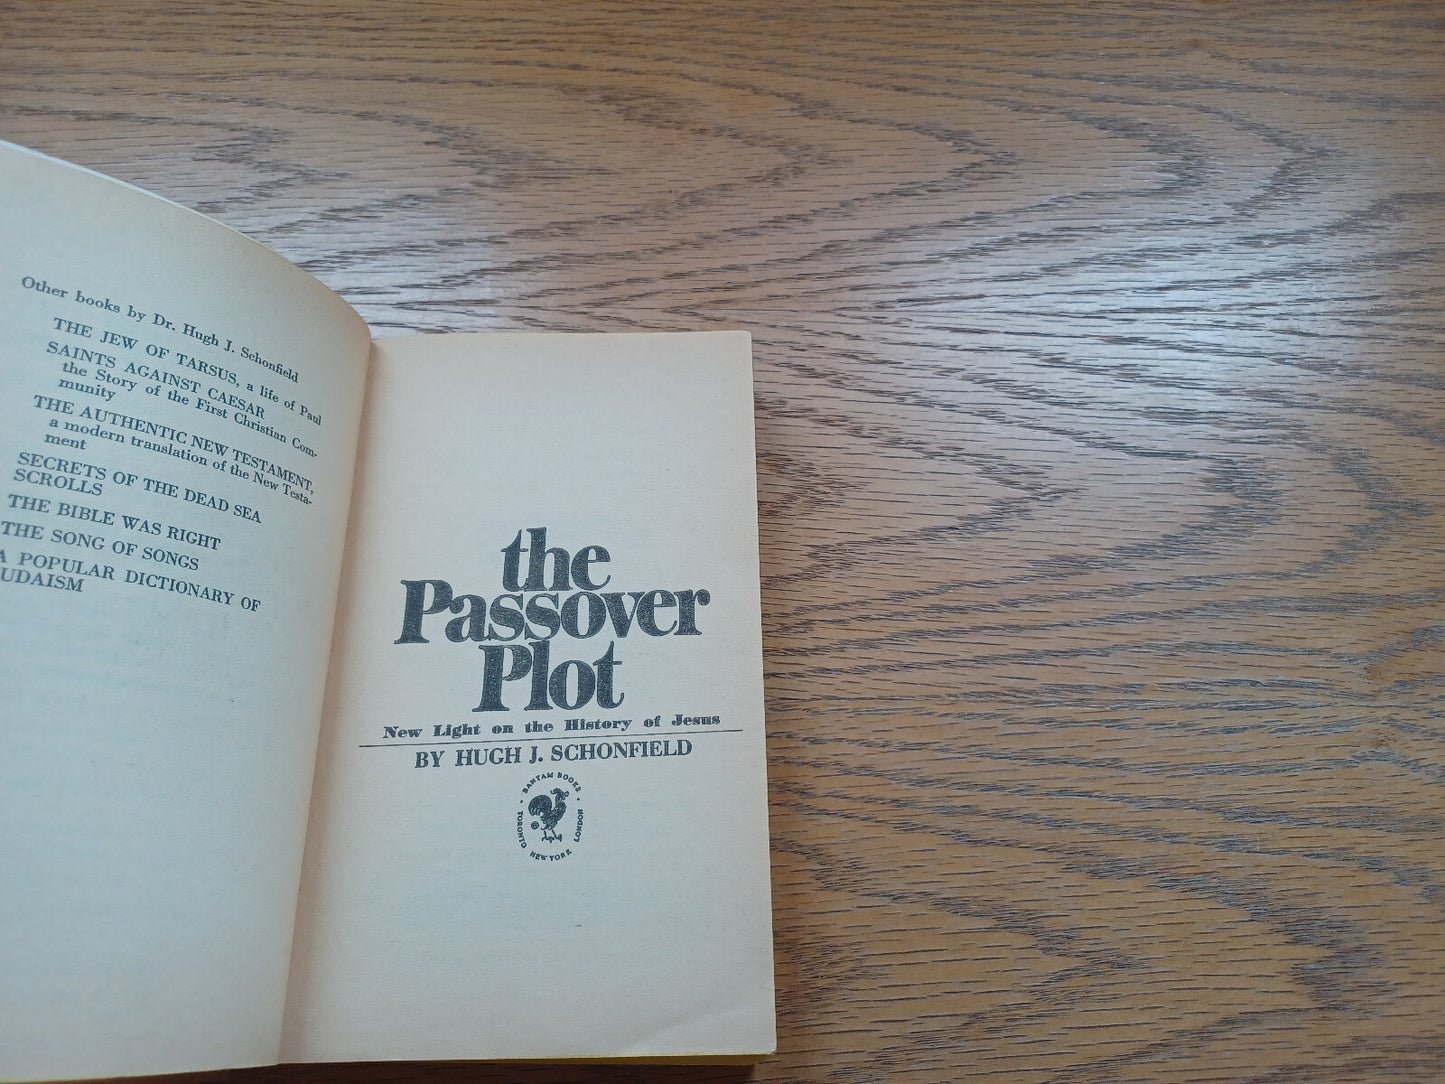 Other books by Dr. Hugh J. Schonfield
THE JEW OF TARSUS, a life of Paul
SAINTS AGAINST CAESAR
the Story of the First Christian Com-
munity
THE AUTHENTIC NEW TESTAMENT,
a modern translation of the New Testa-
ment
SECRETS OF THE DEAD SEA
SCROLLS
THE BIBLE WAS RIGHT
THE SONG OF SONGS
A POPULAR DICTIONARY OF
UDAISM
the
Passover
Plot
New Light on the History of Jesus
BY HUGH J. SCHONFIELD
BANTAM BOOKS
TORONTO • NEW YORK • LONDON